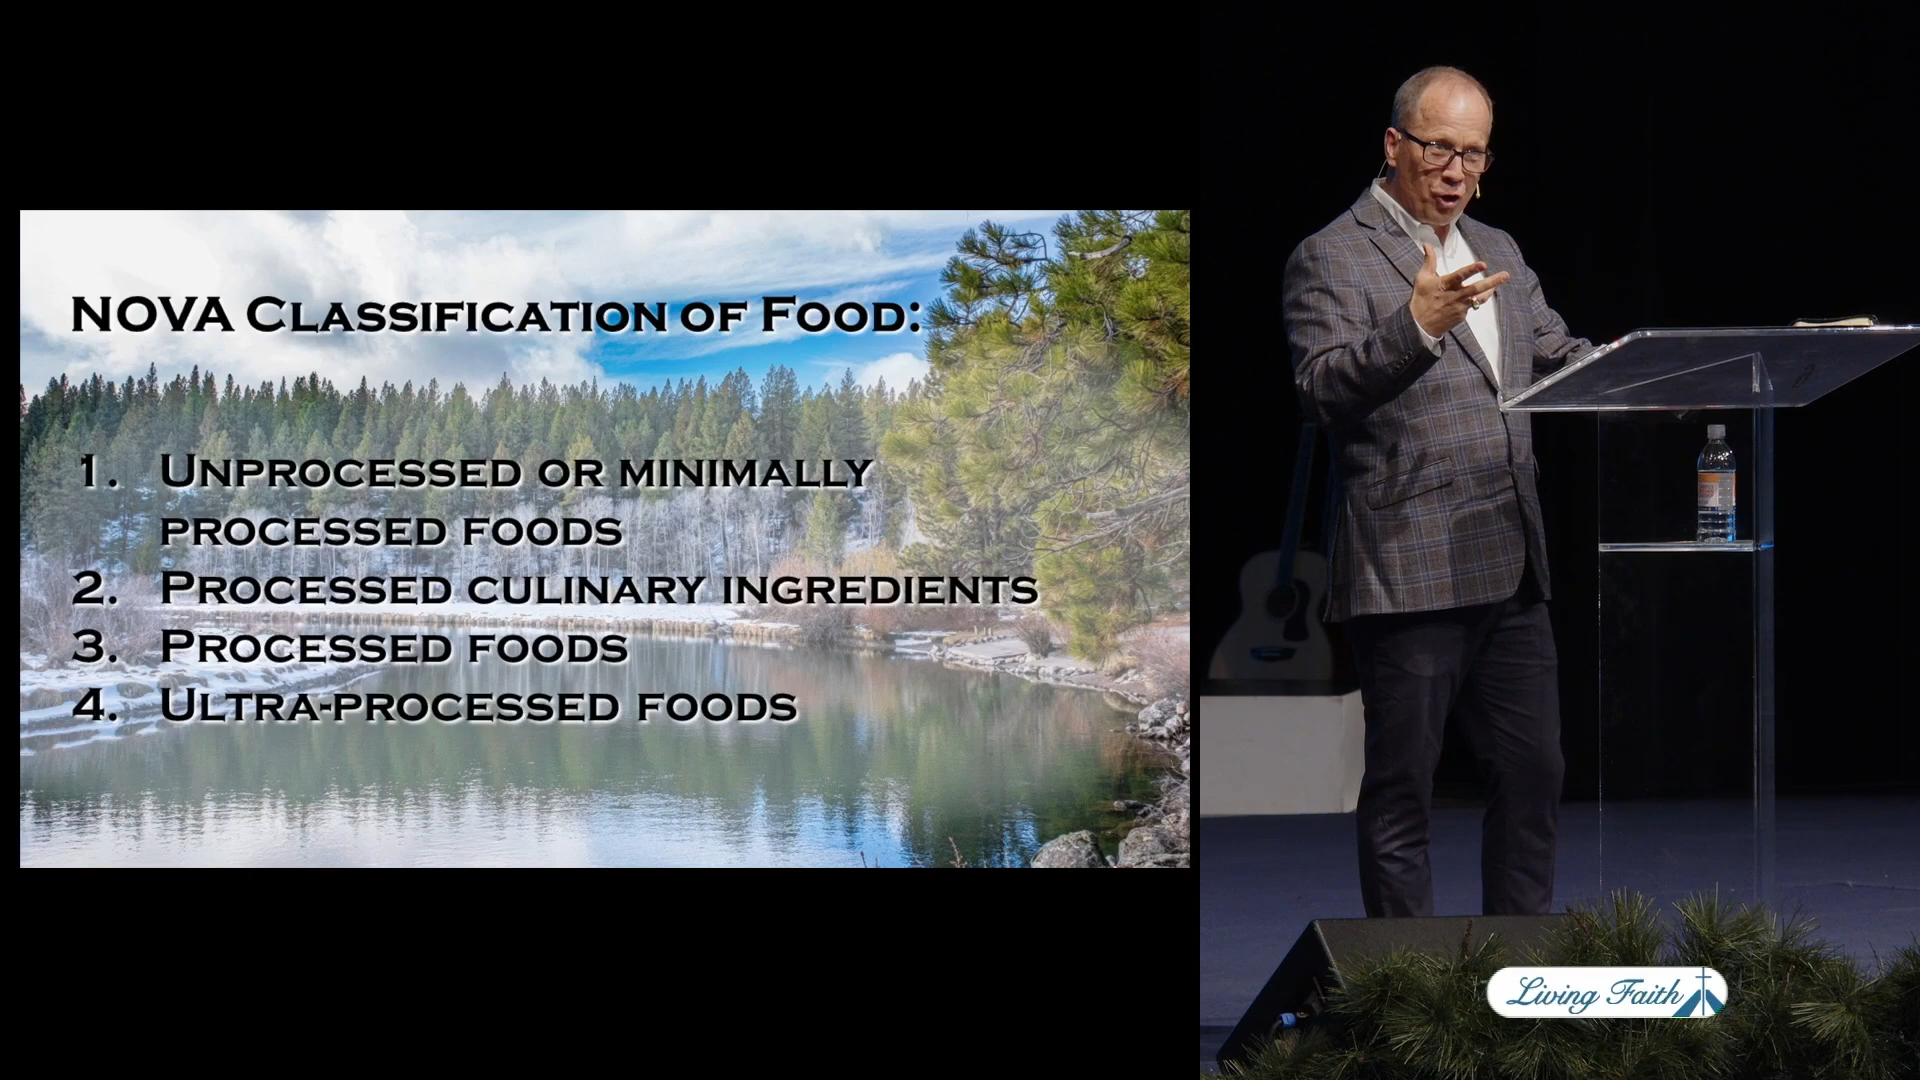 NOVA Classification of Food:
1. Unprocessed or minimally
processed foods
2. Processed culinary ingredients
3. Processed foods
4. Ultra-processed foods
Living Faith